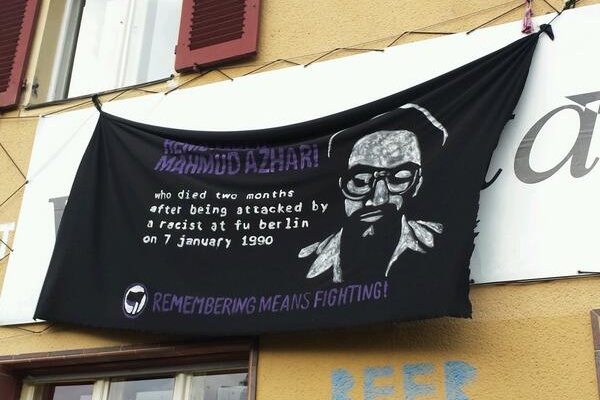 MAHMUD AZHARI
who died two months
after being attacked by
a racist at fu berlin
on 7 january 1990
REMEMBERING MEANS FIGHTING!
BEER